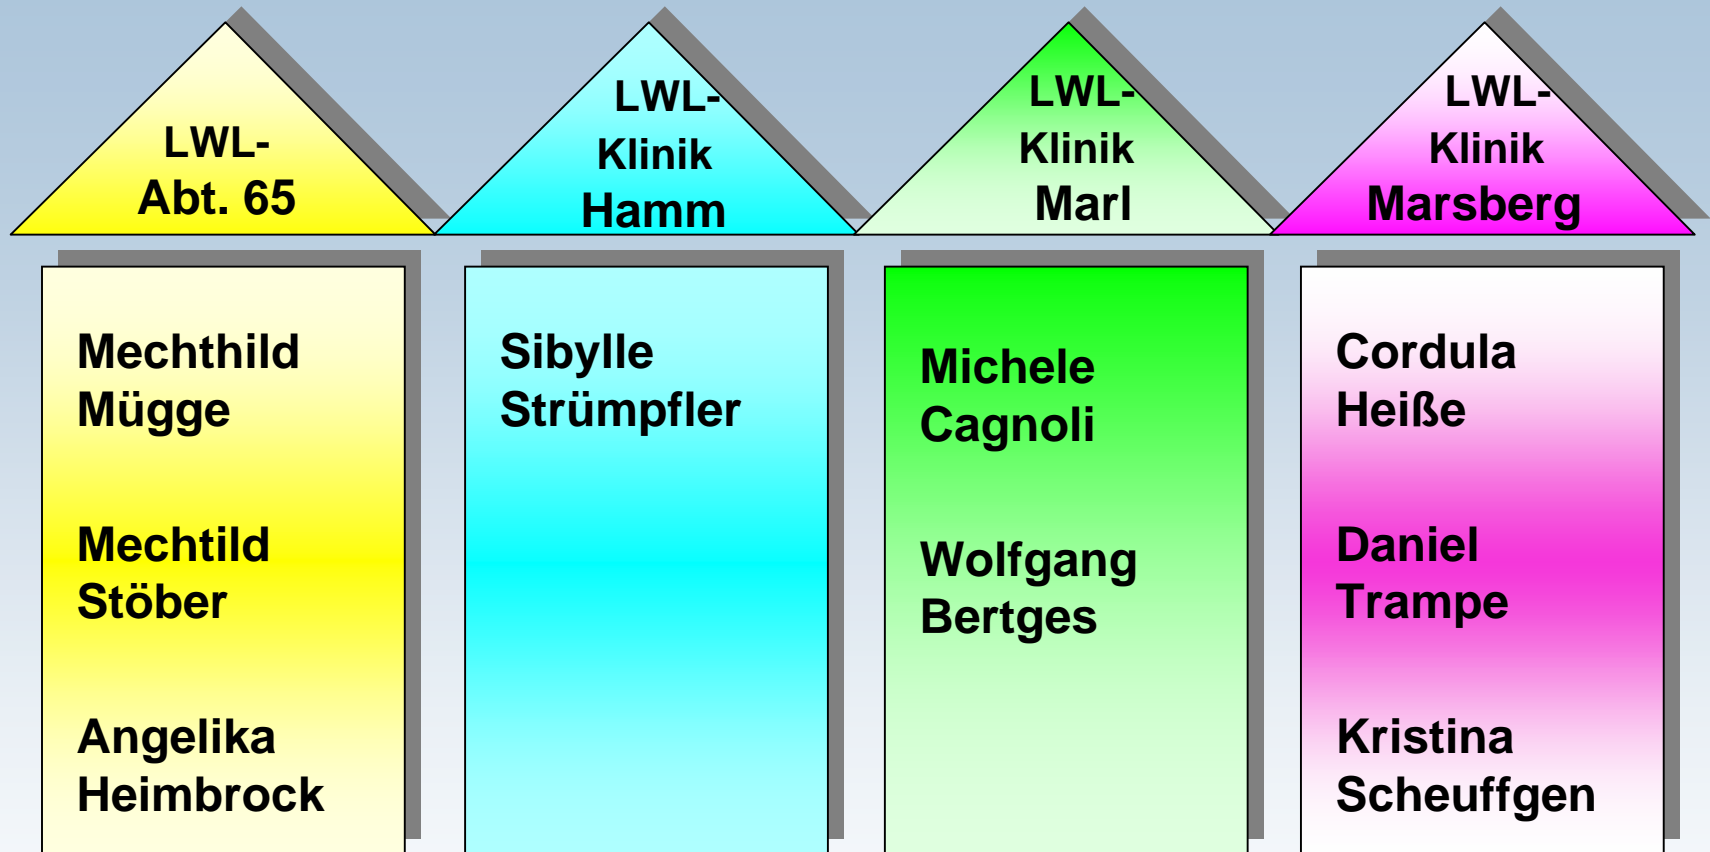 LWL-
Abt. 65
Mechthild
Mügge
Mechtild
Stöber
Angelika
Heimbrock
LWL-
Klinik
Hamm
Sibylle
Strümpfler
LWL-
Klinik
Marl
Michele
Cagnoli
Wolfgang
Bertges
LWL-
Klinik
Marsberg
Cordula
Heiße
Daniel
Trampe
Kristina
Scheuffgen